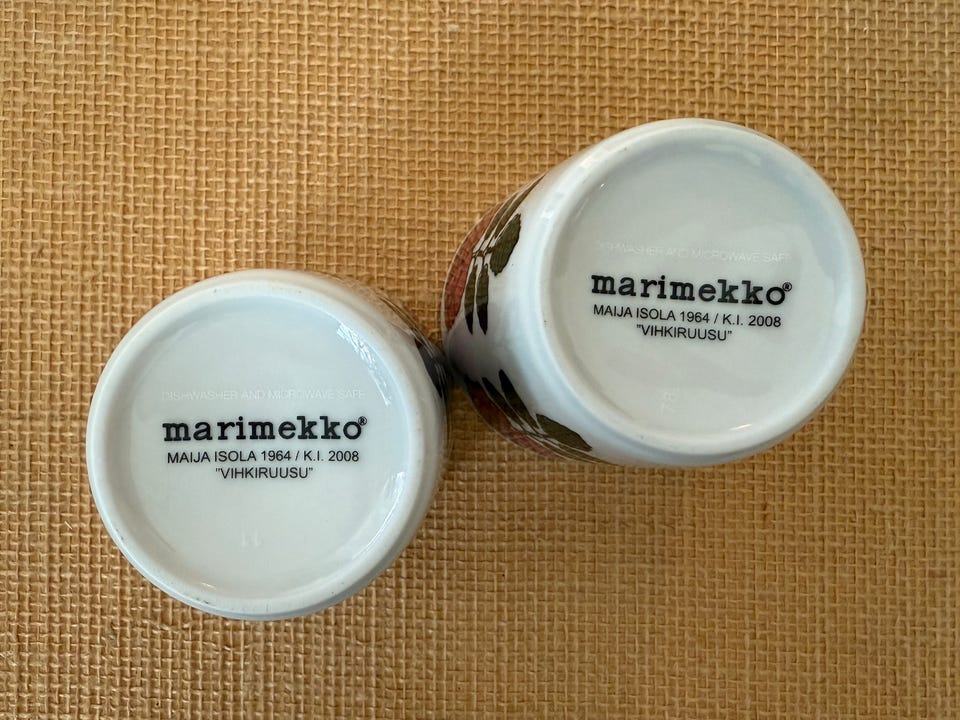 DISHWASHER AND MICROWAVE SAFE
marimekko®
MAIJA ISOLA 1964 / K.I. 2008
"VIHKIRUUSU"
11
DISHWASHER AND MICROWAVE SAFE
marimekko®
MAIJA ISOLA 1964 / K.I. 2008
"VIHKIRUUSU"